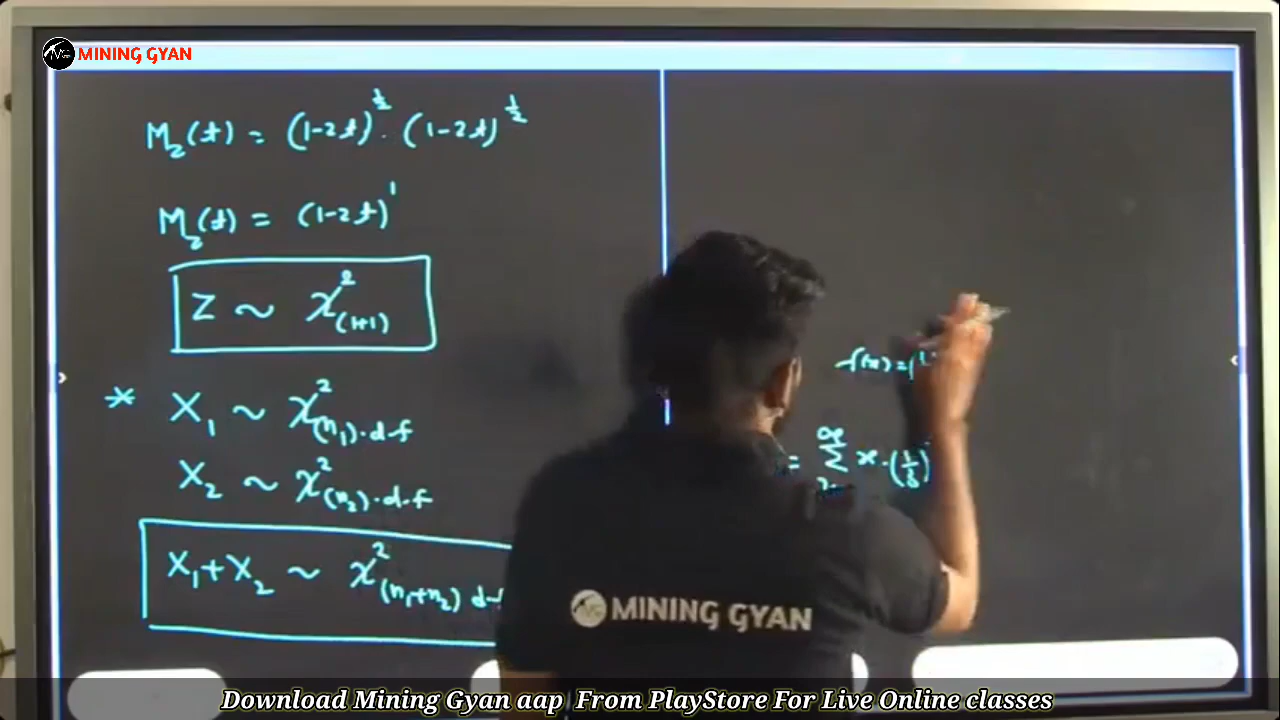 MINING GYAN
M_z(t) = (1-2t)^½ · (1-2t)^½
M_z(t) = (1-2t)^1
Z ~ χ²_(1+1)
* X₁ ~ χ²_(n₁)·d·f
X₂ ~ χ²_(n₂)·d·f
X₁+X₂ ~ χ²_(n₁+n₂) d-
f(x) = (
= ∞ Σ x·(
MINING GYAN
Download Mining Gyan aap From PlayStore For Live Online classes